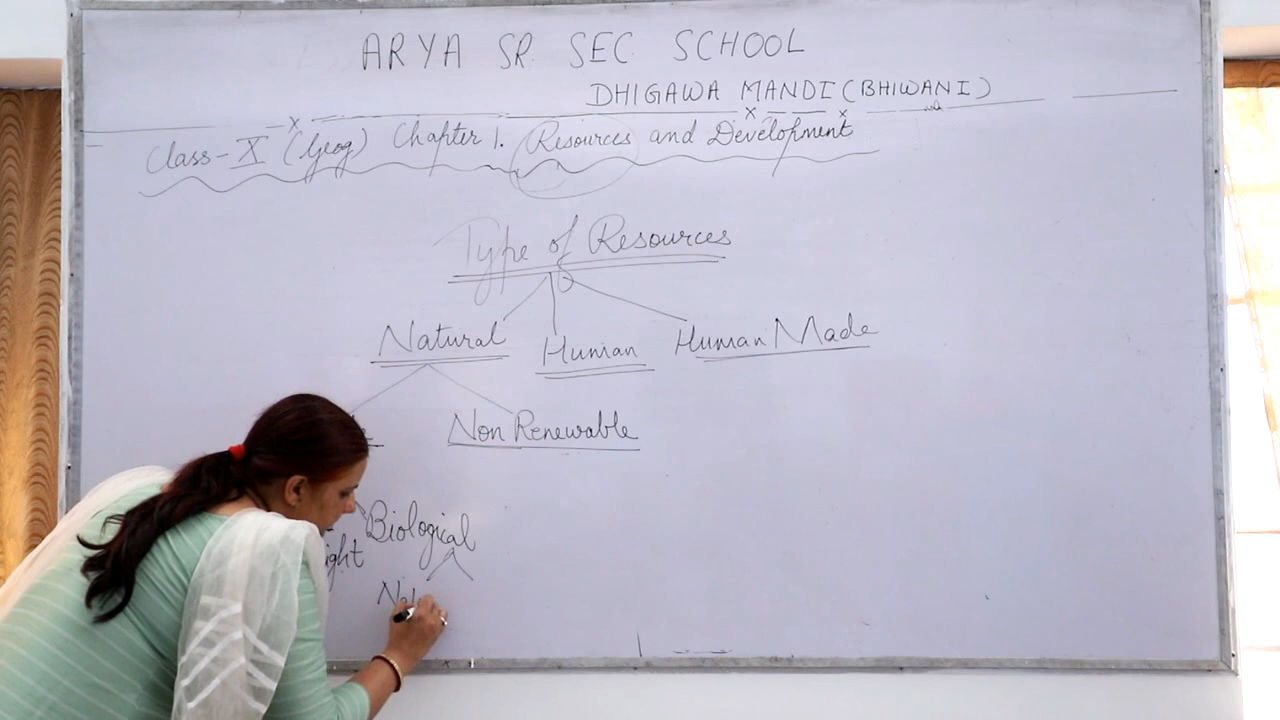 ARYA SR. SEC SCHOOL
DHIGAWA MANDI (BHIWANI)
Class-X (Geog) Chapter 1. Resources and Development
Type of Resources
Natural Human Human Made
Non Renewable
Biological
ight